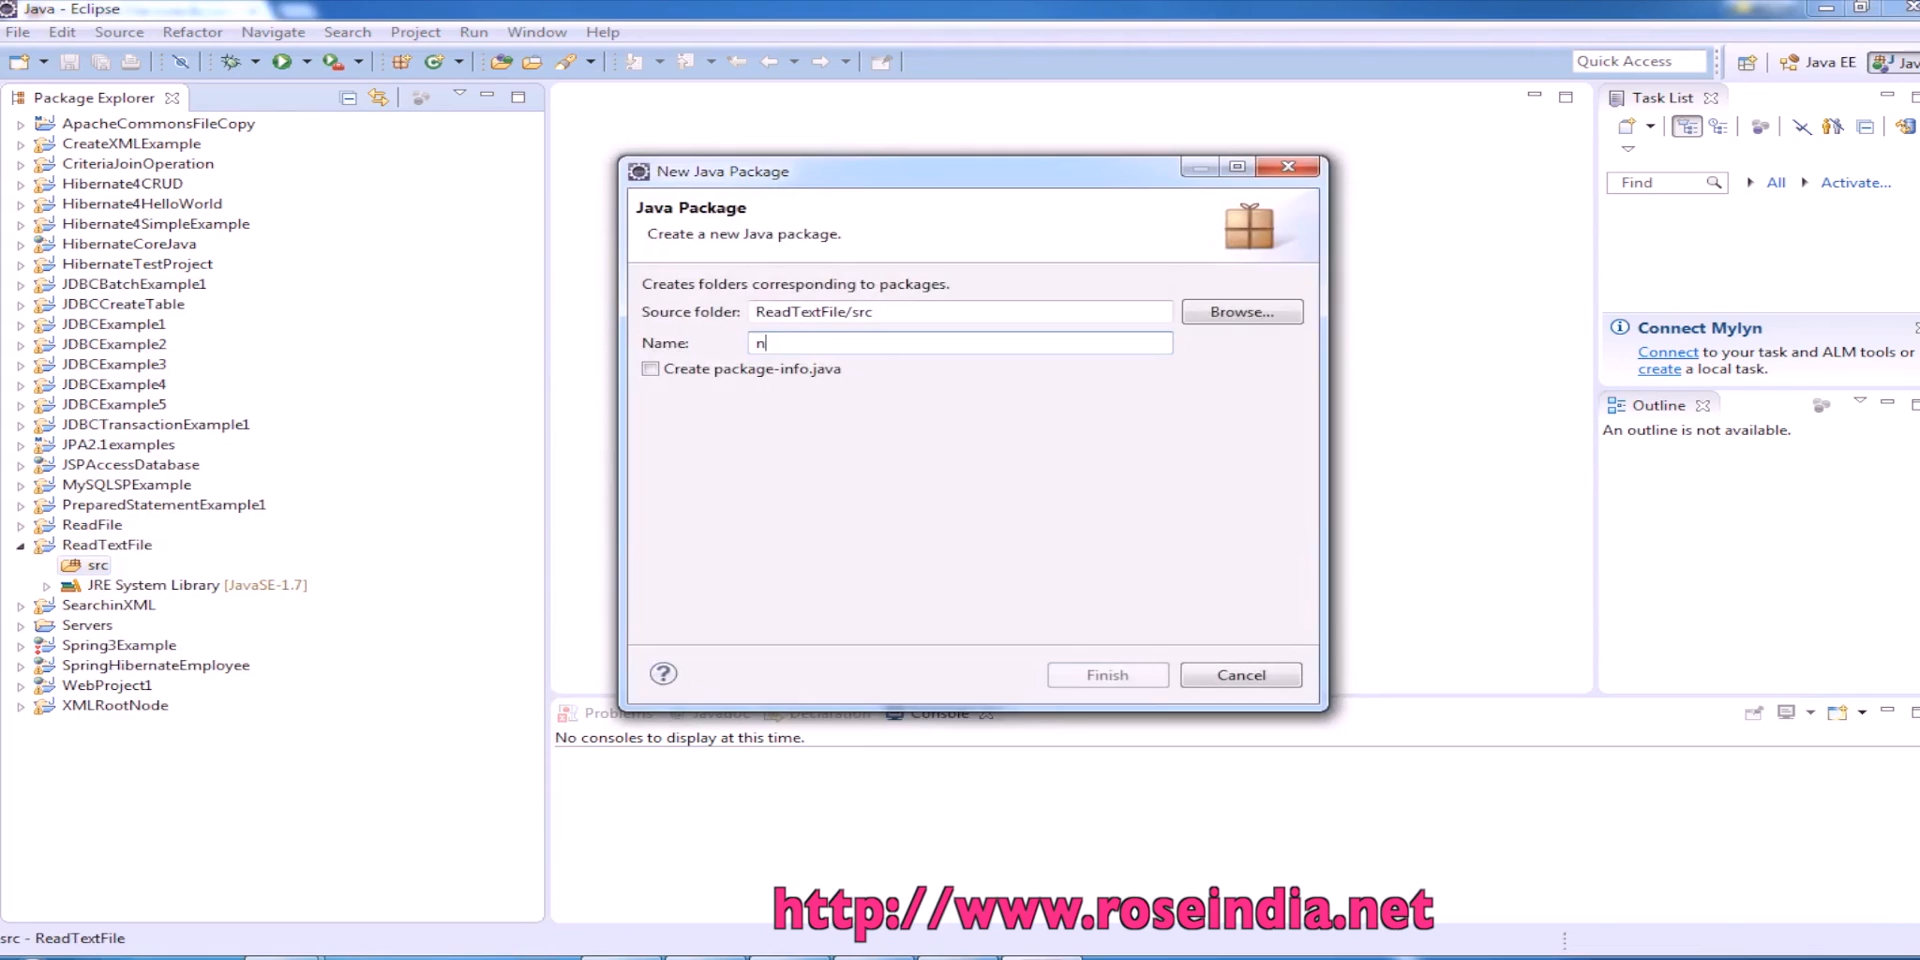 Java - Eclipse
File Edit Source Refactor Navigate Search Project Run Window Help
Quick Access
Java EE
Jav
Package Explorer
ApacheCommonsFileCopy
CreateXMLExample
CriteriaJoinOperation
Hibernate4CRUD
Hibernate4HelloWorld
Hibernate4SimpleExample
HibernateCoreJava
HibernateTestProject
JDBCBatchExample1
JDBCCreateTable
JDBCExample1
JDBCExample2
JDBCExample3
JDBCExample4
JDBCExample5
JDBCTransactionExample1
JPA2.1examples
JSPAccessDatabase
MySQLSPExample
PreparedStatementExample1
ReadFile
ReadTextFile
src
JRE System Library [JavaSE-1.7]
SearchinXML
Servers
Spring3Example
SpringHibernateEmployee
WebProject1
XMLRootNode
New Java Package
Java Package
Create a new Java package.
Creates folders corresponding to packages.
Source folder: ReadTextFile/src Browse...
Name: n
Create package-info.java
? Finish Cancel
Problems Javadoc Declaration Console
No consoles to display at this time.
Task List
Find All Activate...
Connect Mylyn
Connect to your task and ALM tools or
create a local task.
Outline
An outline is not available.
http://www.roseindia.net
src - ReadTextFile